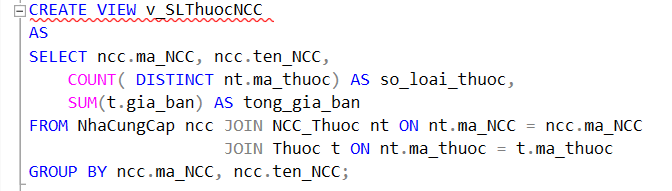 CREATE VIEW v_SLThuocNCC
AS
SELECT ncc.ma_NCC, ncc.ten_NCC,
COUNT( DISTINCT nt.ma_thuoc) AS so_loai_thuoc,
SUM(t.gia_ban) AS tong_gia_ban
FROM NhaCungCap ncc JOIN NCC_Thuoc nt ON nt.ma_NCC = ncc.ma_NCC
JOIN Thuoc t ON nt.ma_thuoc = t.ma_thuoc
GROUP BY ncc.ma_NCC, ncc.ten_NCC;